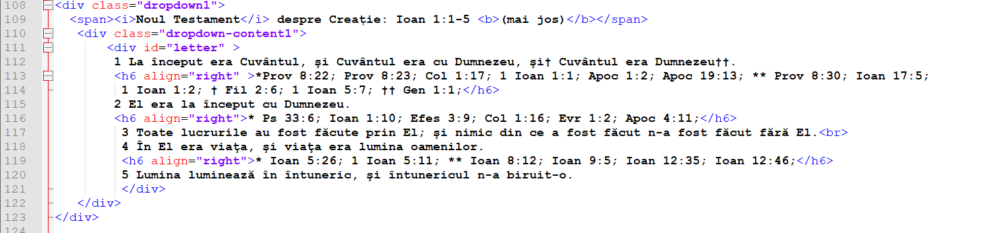 108 <div class="dropdown1">
109 <span><i>Noul Testament</i> despre Creație: Ioan 1:1-5 <b>(mai jos)</b></span>
110 <div class="dropdown-content1">
111 <div id="letter" >
112 1 La început era Cuvântul, şi Cuvântul era cu Dumnezeu, şi† Cuvântul era Dumnezeu††.
113 <h6 align="right" >*Prov 8:22; Prov 8:23; Col 1:17; 1 Ioan 1:1; Apoc 1:2; Apoc 19:13; ** Prov 8:30; Ioan 17:5;
114 1 Ioan 1:2; † Fil 2:6; 1 Ioan 5:7; †† Gen 1:1;</h6>
115 2 El era la început cu Dumnezeu.
116 <h6 align="right">* Ps 33:6; Ioan 1:10; Efes 3:9; Col 1:16; Evr 1:2; Apoc 4:11;</h6>
117 3 Toate lucrurile au fost făcute prin El; şi nimic din ce a fost făcut n-a fost făcut fără El.<br>
118 4 În El era viaţa, şi viaţa era lumina oamenilor.
119 <h6 align="right">* Ioan 5:26; 1 Ioan 5:11; ** Ioan 8:12; Ioan 9:5; Ioan 12:35; Ioan 12:46;</h6>
120 5 Lumina luminează în întuneric, şi întunericul n-a biruit-o.
121 </div>
122 </div>
123 </div>
124